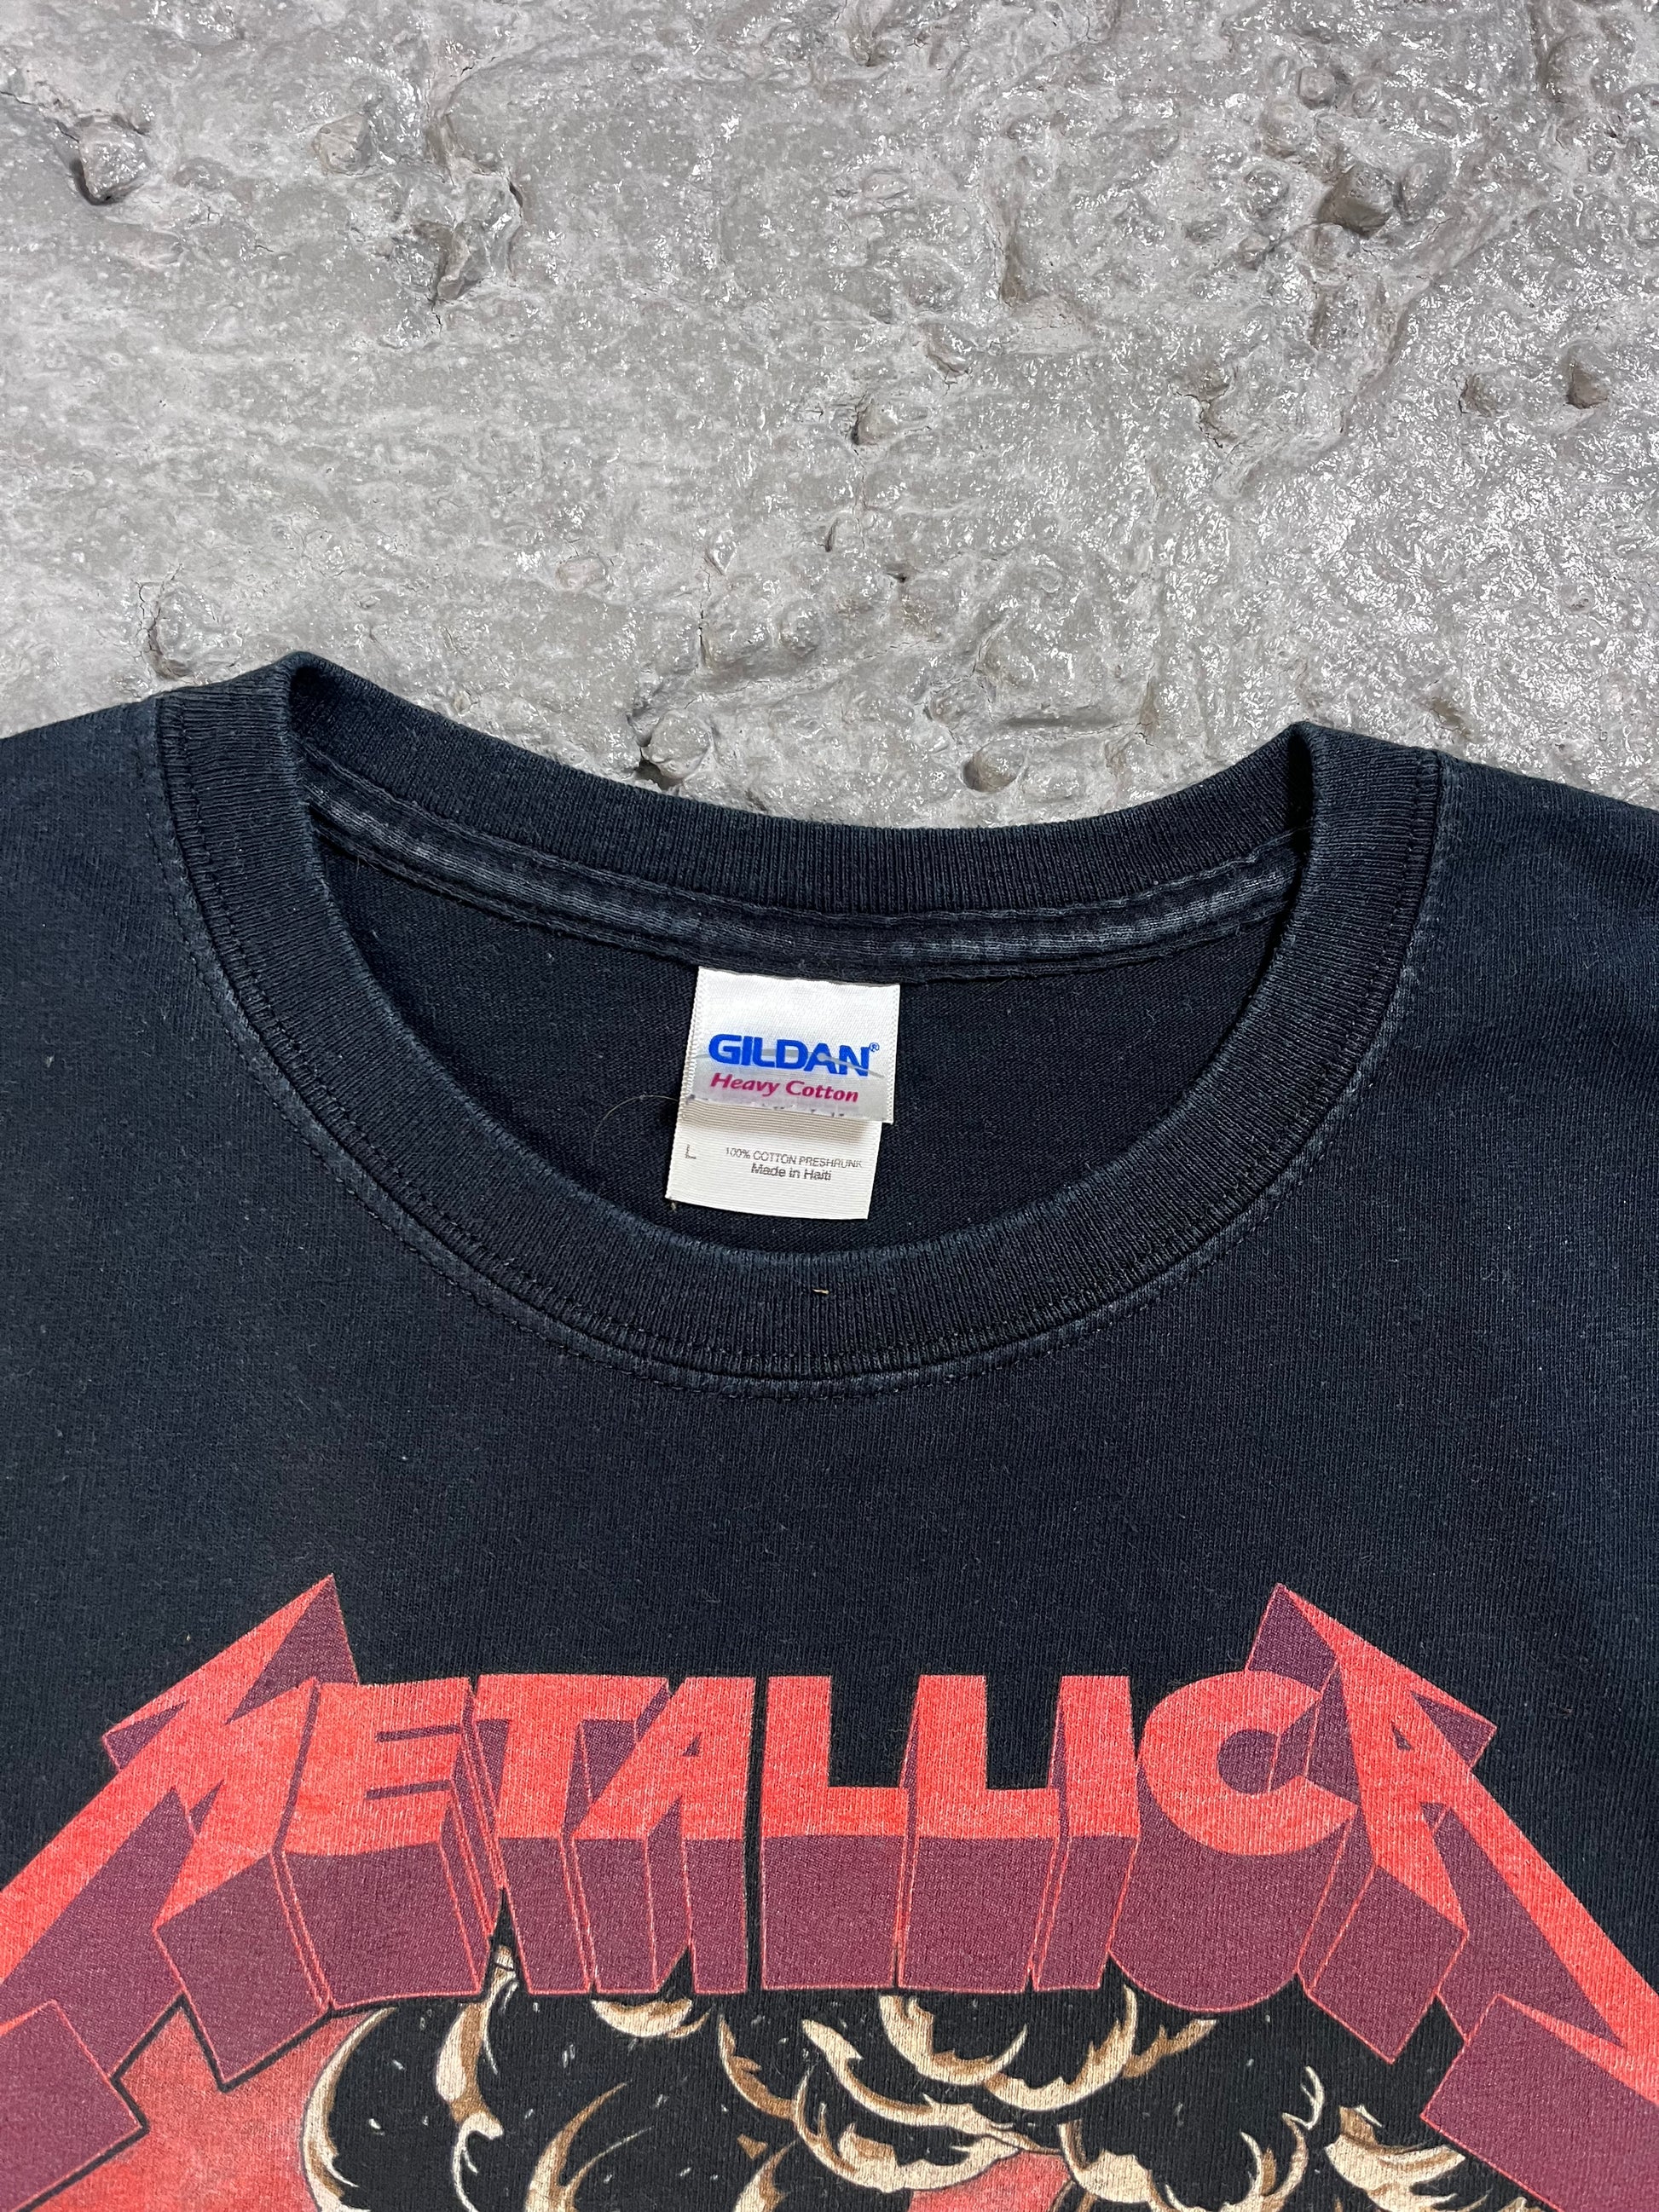 GILDAN®
Heavy Cotton
L
100% COTTON PRESHRUNK
Made in Haiti
METALLICA